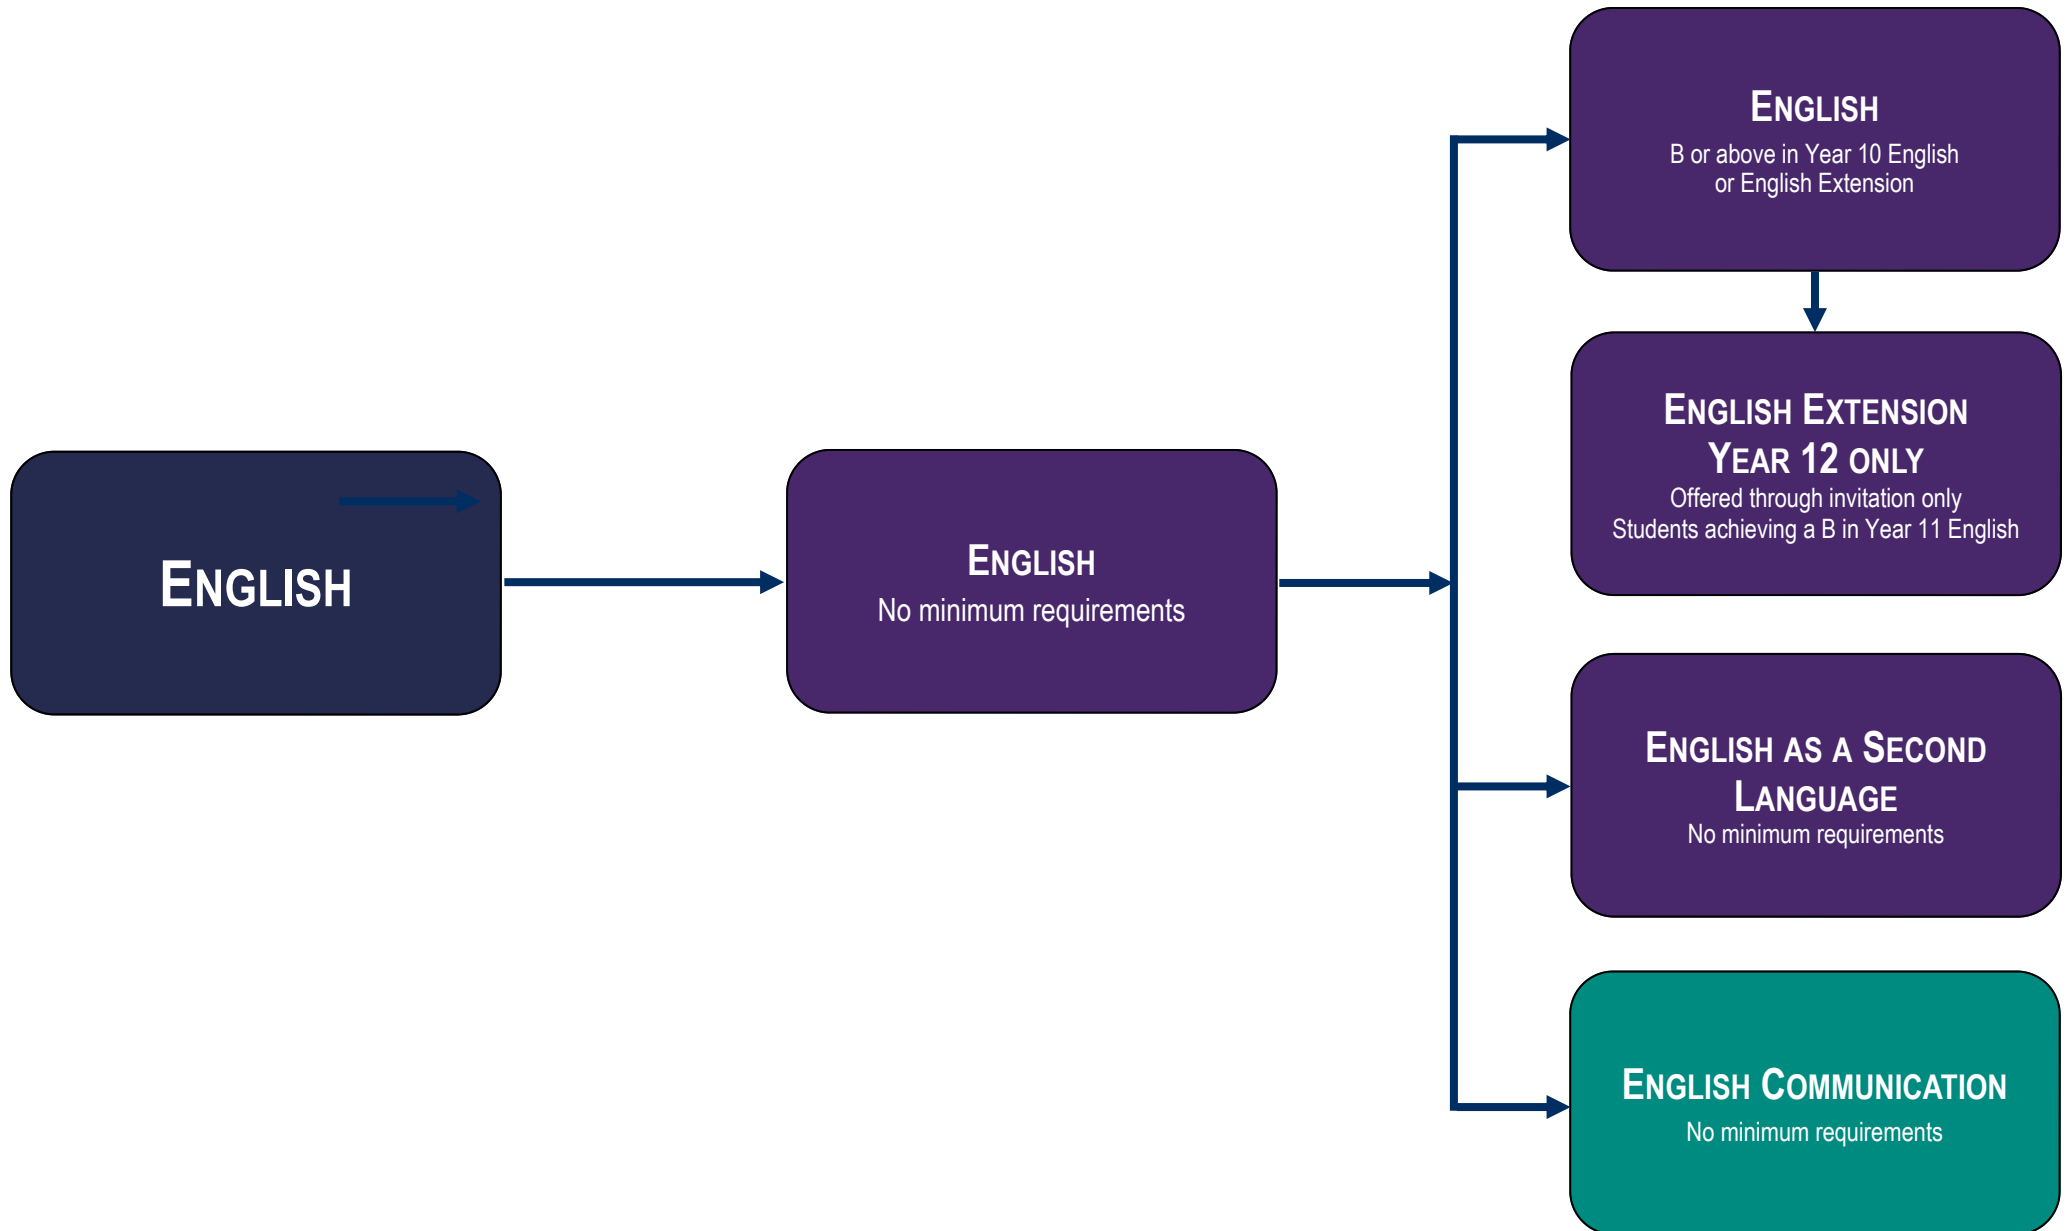 ENGLISH
ENGLISH
No minimum requirements
ENGLISH
B or above in Year 10 English
or English Extension
ENGLISH EXTENSION
YEAR 12 ONLY
Offered through invitation only
Students achieving a B in Year 11 English
ENGLISH AS A SECOND
LANGUAGE
No minimum requirements
ENGLISH COMMUNICATION
No minimum requirements